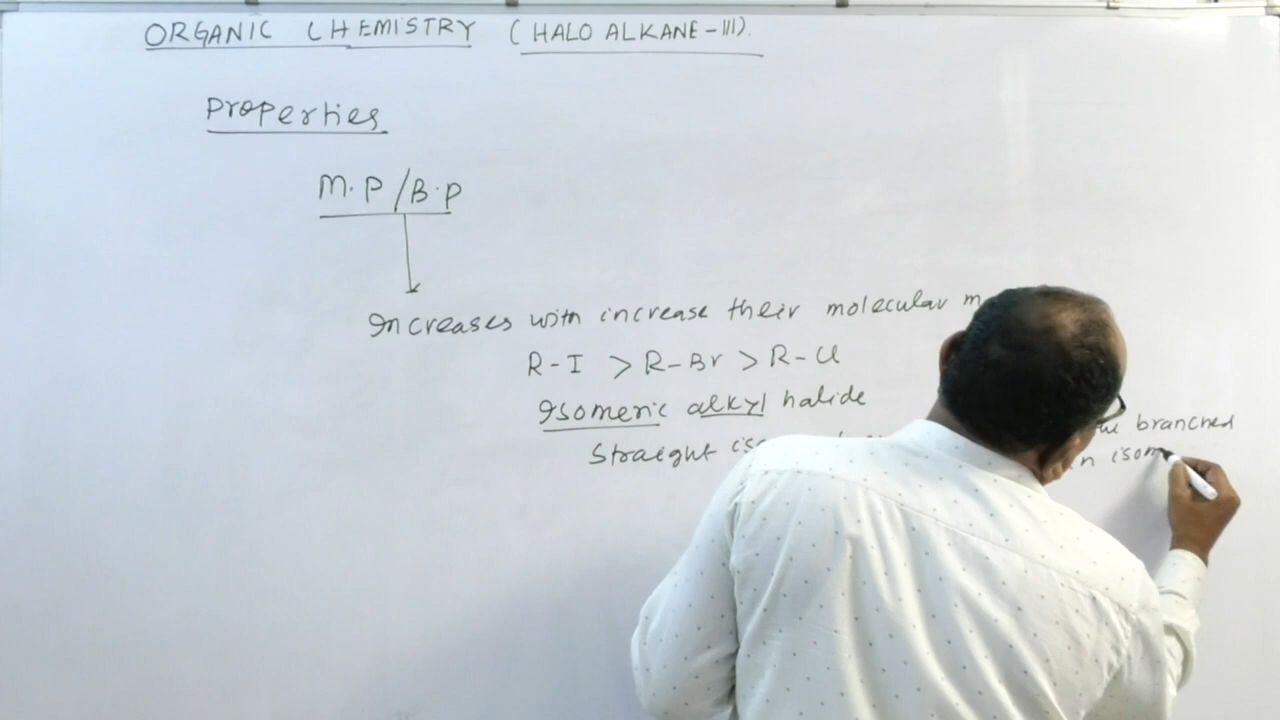 ORGANIC CHEMISTRY (HALO ALKANE-III).
Properties
M.P/B.P
Increases with increase their molecular
R-I > R-Br > R-Cl
Isomeric alkyl halide
branched
Straight